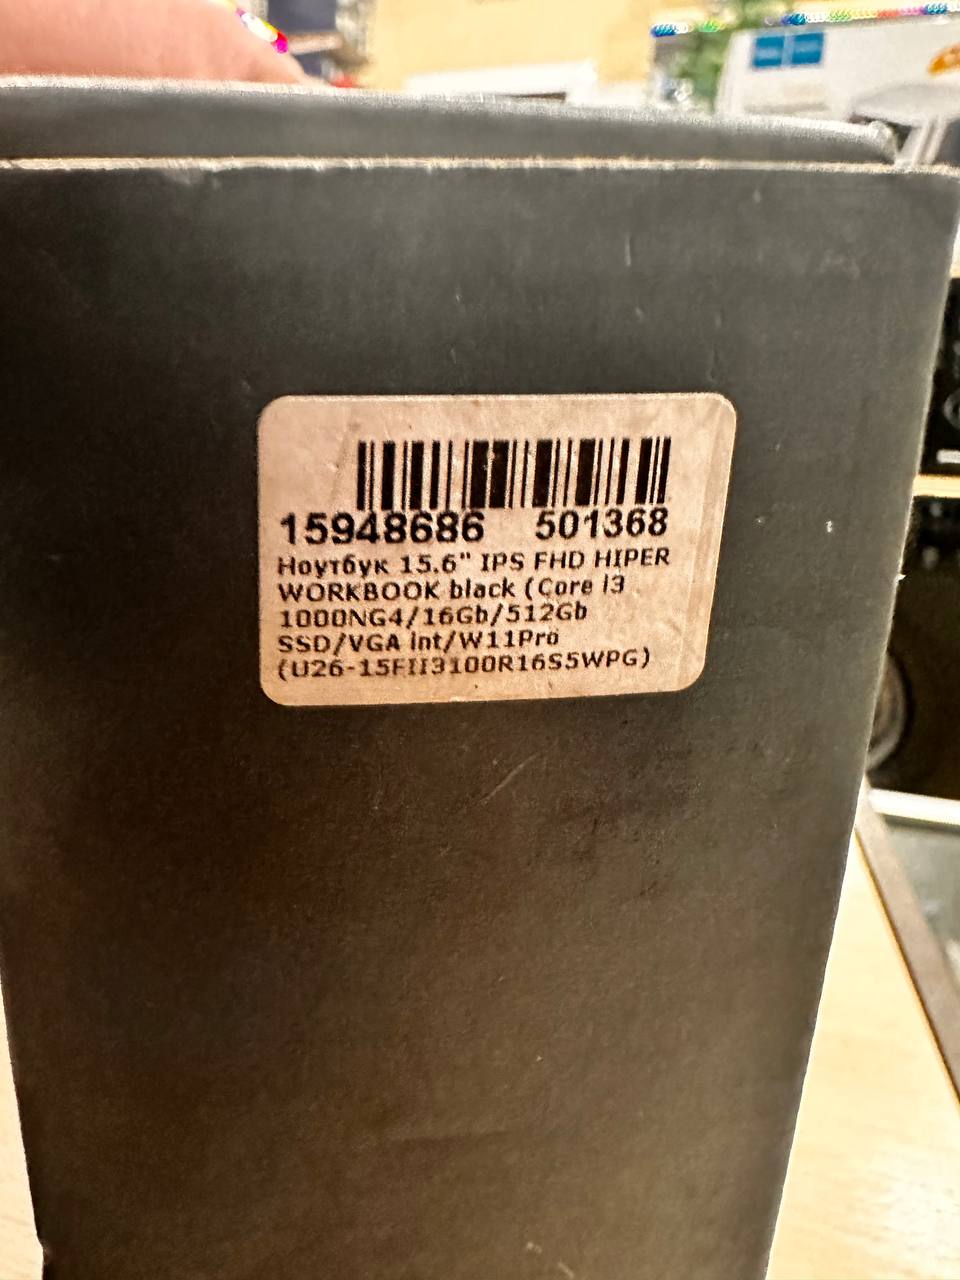 15948686 501368
Ноутбук 15.6" IPS FHD HIPER
WORKBOOK black (Core i3
1000NG4/16Gb/512Gb
SSD/VGA int/W11Pro
(U26-15FII3100R16S5WPG)